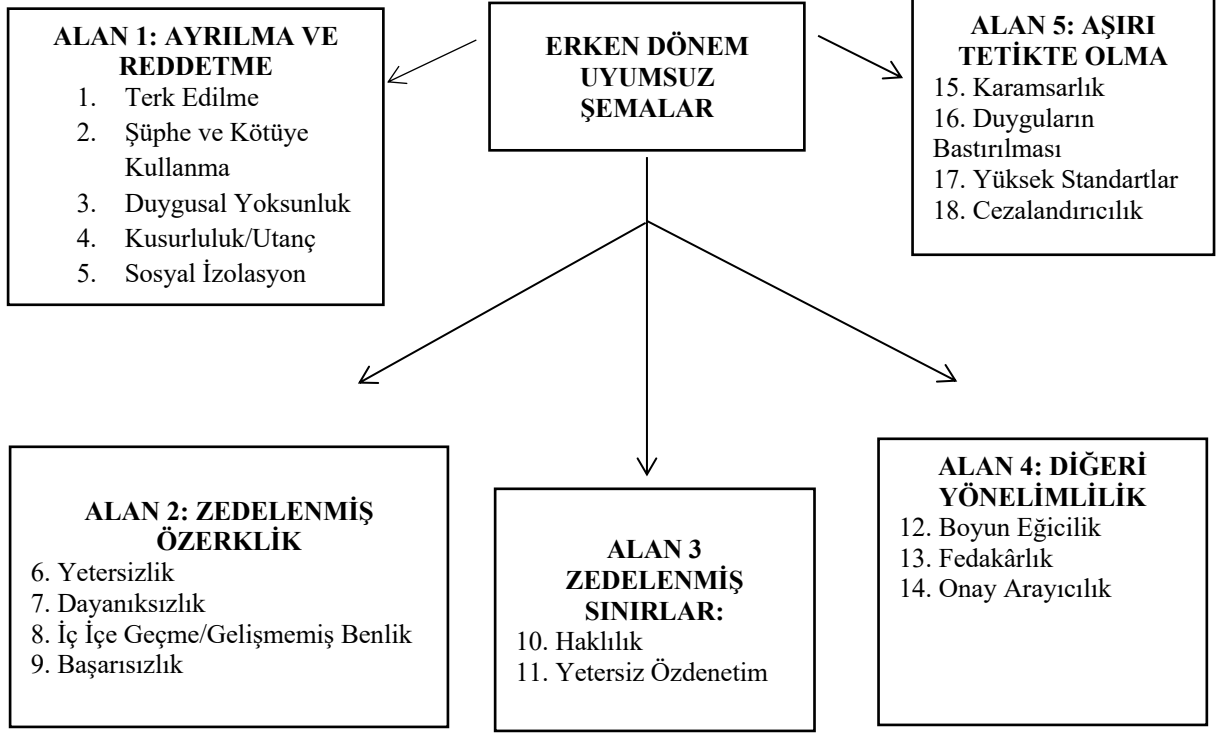 ERKEN DÖNEM
UYUMSUZ
ŞEMALAR
ALAN 1: AYRILMA VE
REDDETME
1. Terk Edilme
2. Şüphe ve Kötüye
Kullanma
3. Duygusal Yoksunluk
4. Kusurluluk/Utanç
5. Sosyal İzolasyon
ALAN 2: ZEDELENMİŞ
ÖZERKLİK
6. Yetersizlik
7. Dayanıksızlık
8. İç İçe Geçme/Gelişmemiş Benlik
9. Başarısızlık
ALAN 3
ZEDELENMİŞ
SINIRLAR:
10. Haklılık
11. Yetersiz Özdenetim
ALAN 4: DİĞERİ
YÖNELİMLİLİK
12. Boyun Eğicilik
13. Fedakârlık
14. Onay Arayıcılık
ALAN 5: AŞIRI
TETİKTE OLMA
15. Karamsarlık
16. Duyguların
Bastırılması
17. Yüksek Standartlar
18. Cezalandırıcılık